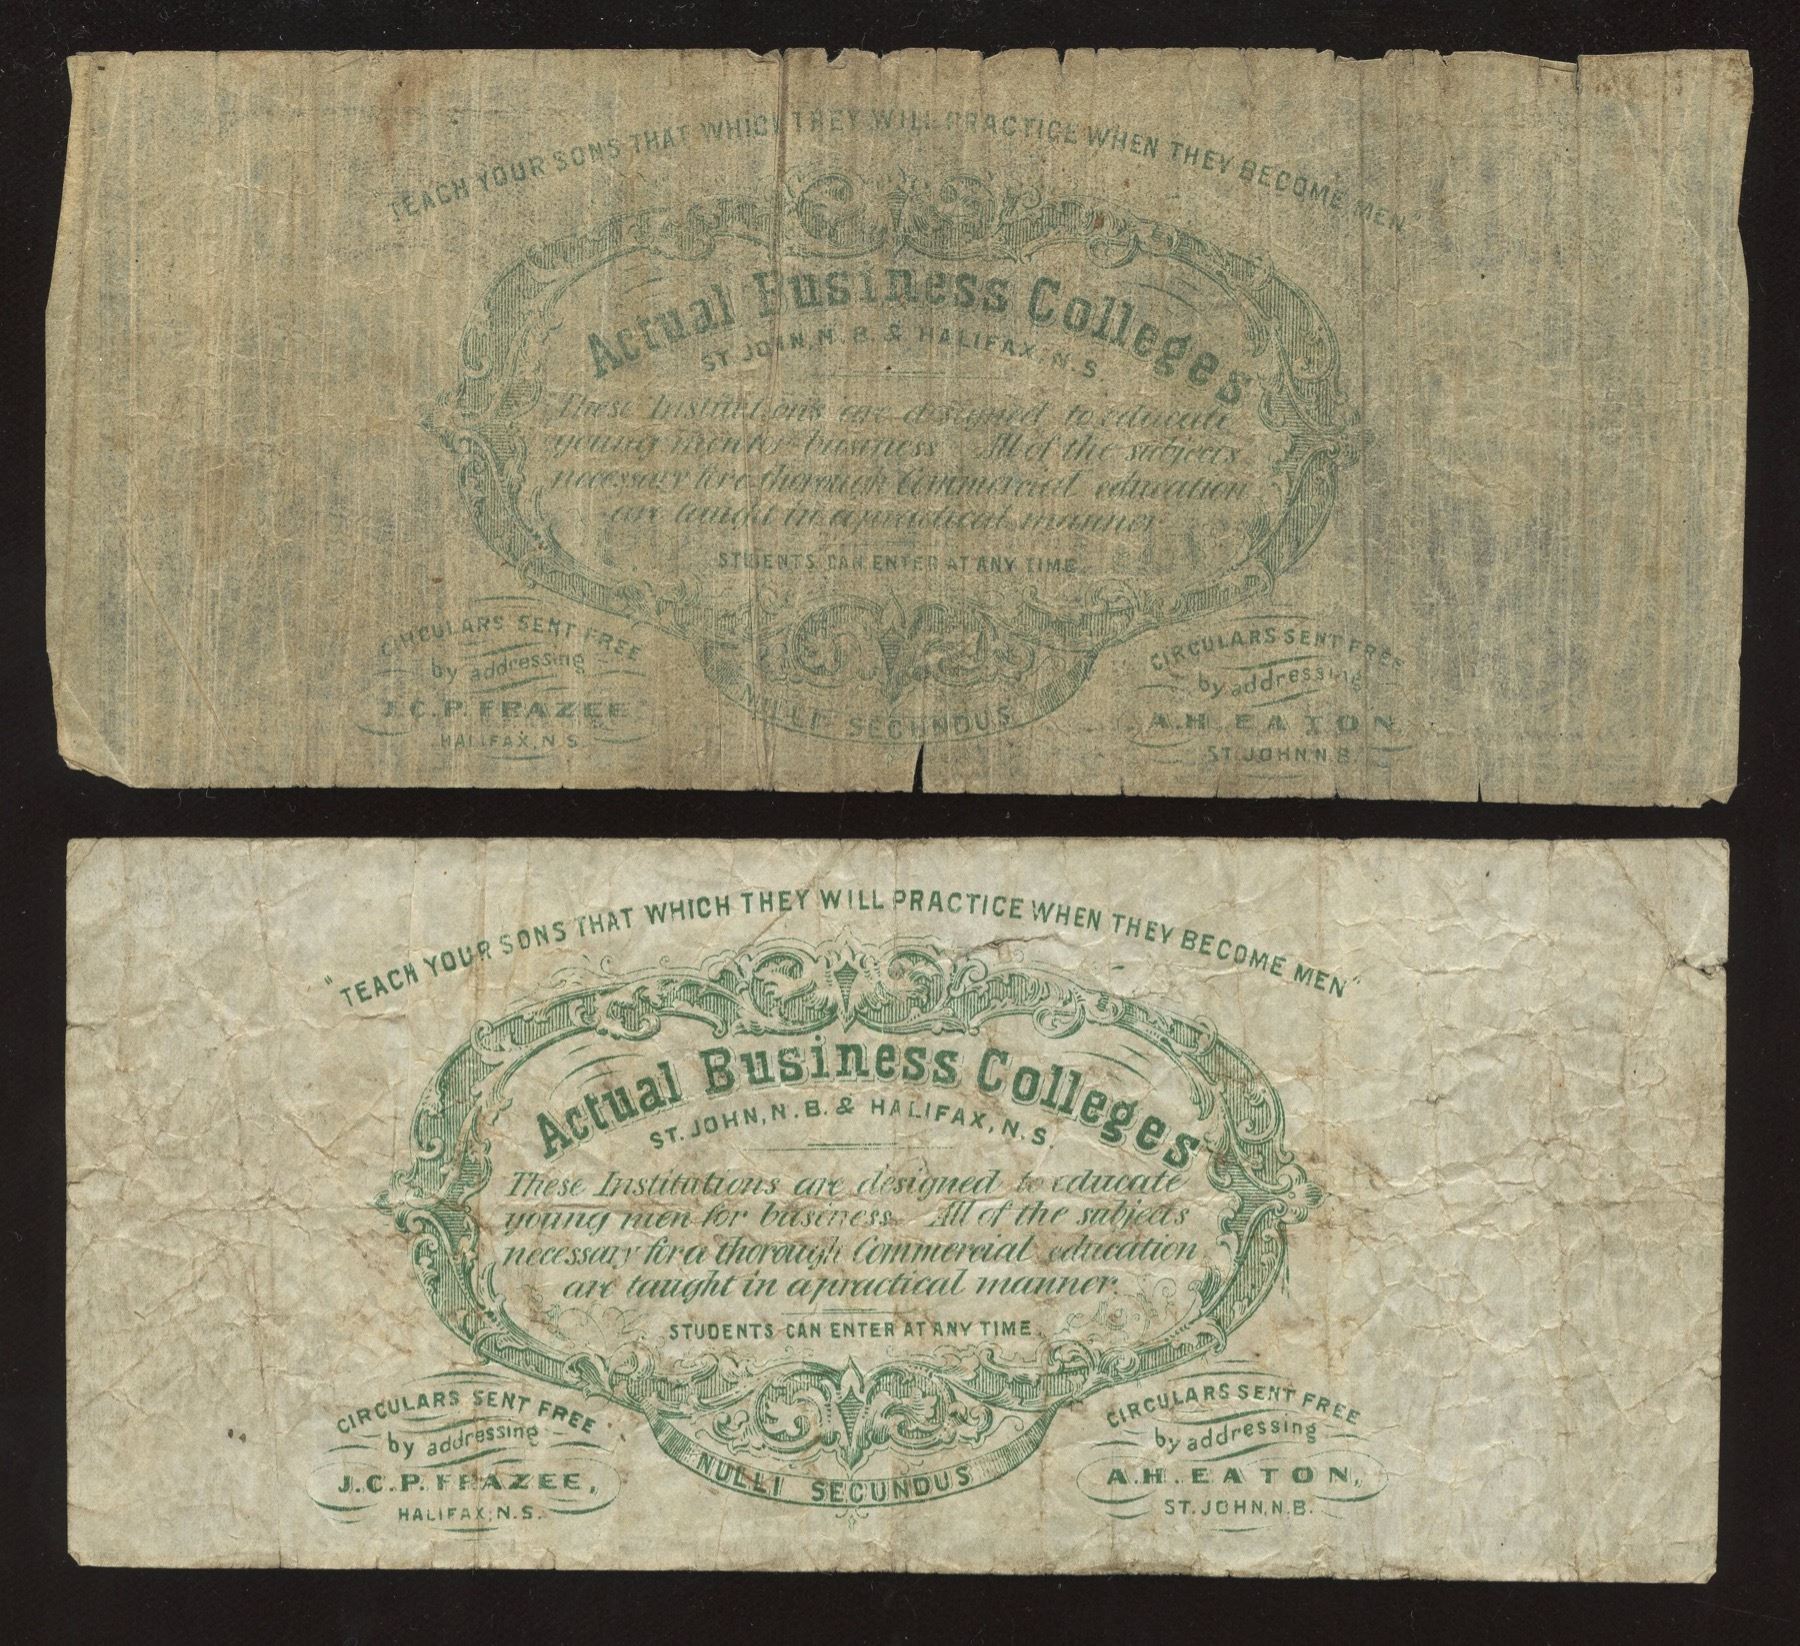 "TEACH YOUR SONS THAT WHICH THEY WILL PRACTICE WHEN THEY BECOME MEN"
Actual Business Colleges
ST. JOHN, N. B. & HALIFAX, N. S.
These Institutions are designed to educate
young men for business. All of the subjects
necessary for a thorough Commercial education
are taught in a practical manner.
STUDENTS CAN ENTER AT ANY TIME.
CIRCULARS SENT FREE
by addressing
J. C. P. FRAZEE
HALIFAX, N. S.
NULLI SECUNDUS
CIRCULARS SENT FREE
by addressing
A. H. EATON
ST. JOHN N. B.
"TEACH YOUR SONS THAT WHICH THEY WILL PRACTICE WHEN THEY BECOME MEN"
Actual Business Colleges
ST. JOHN, N. B. & HALIFAX, N. S.
These Institutions are designed to educate
young men for business. All of the subjects
necessary for a thorough Commercial education
are taught in a practical manner.
STUDENTS CAN ENTER AT ANY TIME.
CIRCULARS SENT FREE
by addressing
J. C. P. FRAZEE,
HALIFAX, N. S.
NULLI SECUNDUS
CIRCULARS SENT FREE
by addressing
A. H. EATON,
ST. JOHN, N. B.